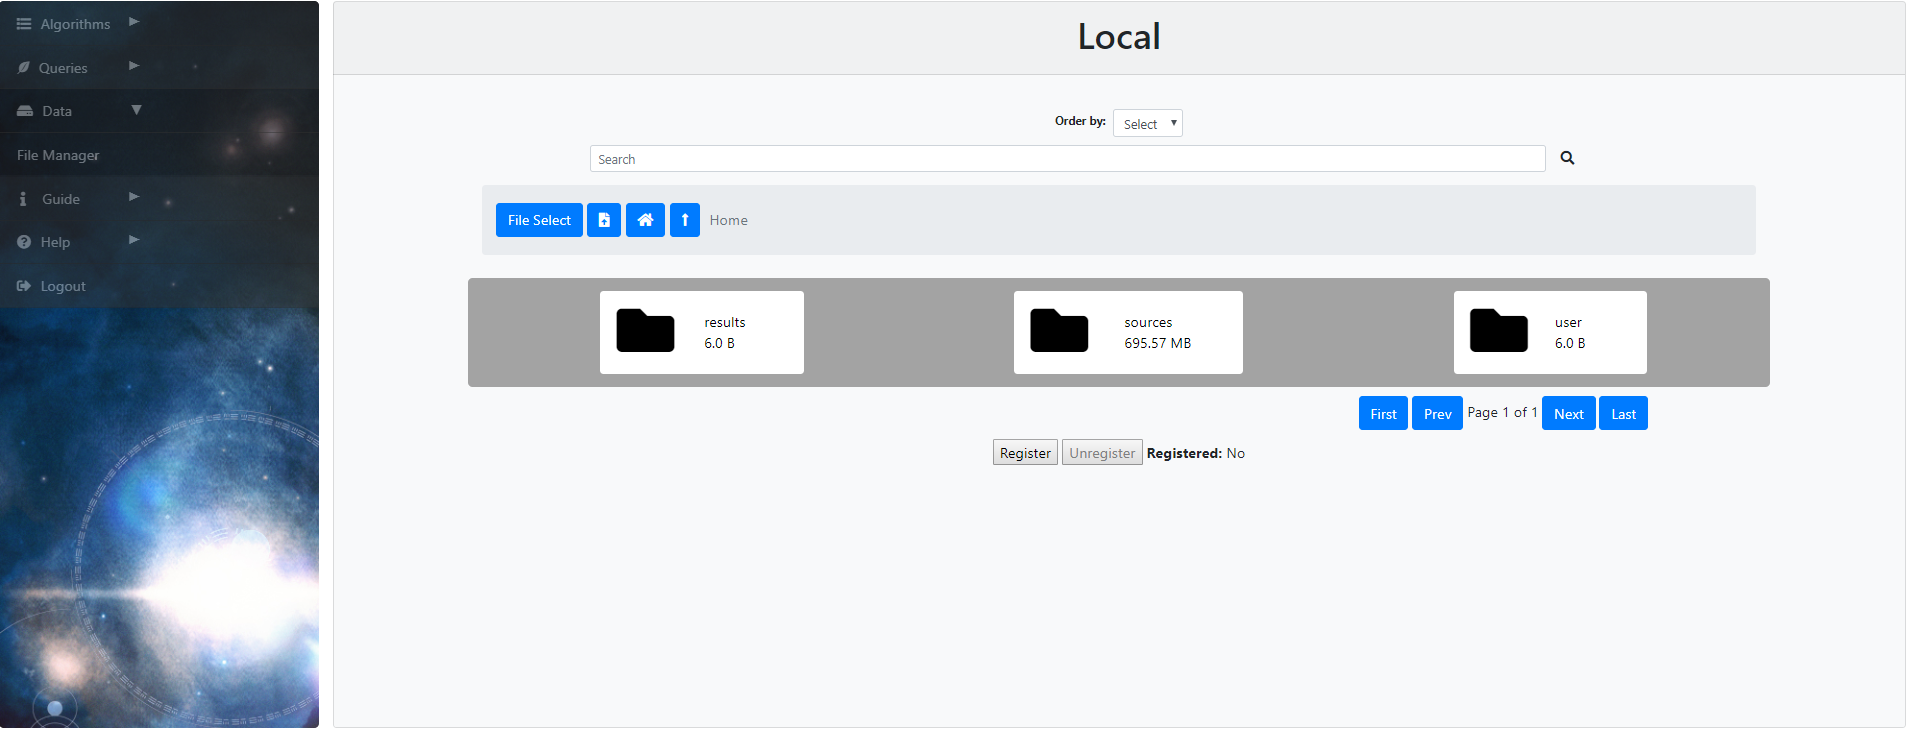 Algorithms
Queries
Data
File Manager
Guide
Help
Logout
Local
Order by: Select
Search
File Select Home
results
6.0 B
sources
695.57 MB
user
6.0 B
First Prev Page 1 of 1 Next Last
Register Unregister Registered: No